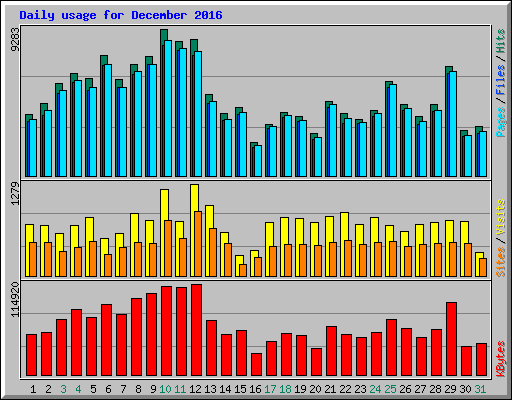 Daily usage for December 2016
9283
Pages / Files / Hits
1279
Sites / Visits
114920
KBytes
1 2 3 4 5 6 7 8 9 10 11 12 13 14 15 16 17 18 19 20 21 22 23 24 25 26 27 28 29 30 31